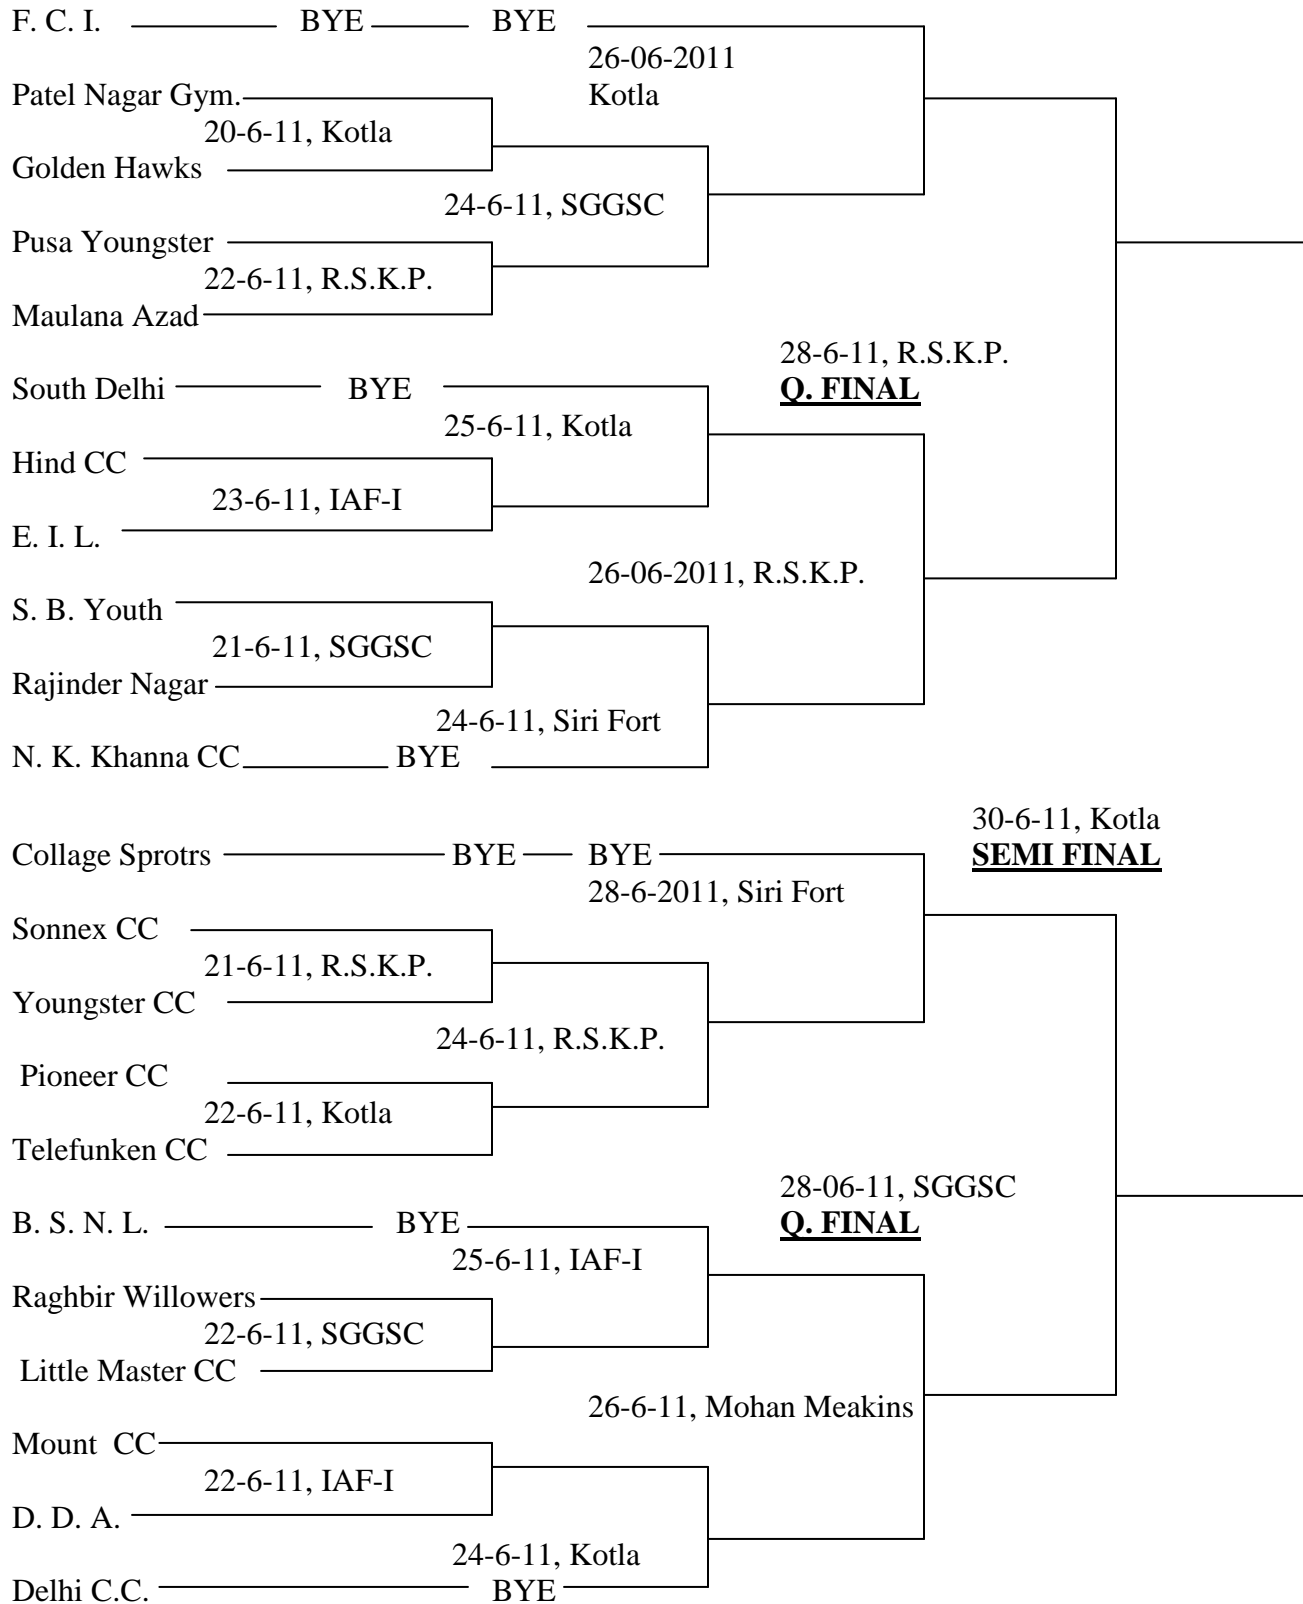 F. C. I. BYE BYE
26-06-2011
Patel Nagar Gym. Kotla
20-6-11, Kotla
Golden Hawks
24-6-11, SGGSC
Pusa Youngster
22-6-11, R.S.K.P.
Maulana Azad
28-6-11, R.S.K.P.
South Delhi BYE Q. FINAL
25-6-11, Kotla
Hind CC
23-6-11, IAF-I
E. I. L.
26-06-2011, R.S.K.P.
S. B. Youth
21-6-11, SGGSC
Rajinder Nagar
24-6-11, Siri Fort
N. K. Khanna CC BYE
30-6-11, Kotla
Collage Sprotrs BYE BYE SEMI FINAL
28-6-2011, Siri Fort
Sonnex CC
21-6-11, R.S.K.P.
Youngster CC
24-6-11, R.S.K.P.
Pioneer CC
22-6-11, Kotla
Telefunken CC
28-06-11, SGGSC
B. S. N. L. BYE Q. FINAL
25-6-11, IAF-I
Raghbir Willowers
22-6-11, SGGSC
Little Master CC
26-6-11, Mohan Meakins
Mount CC
22-6-11, IAF-I
D. D. A.
24-6-11, Kotla
Delhi C.C. BYE